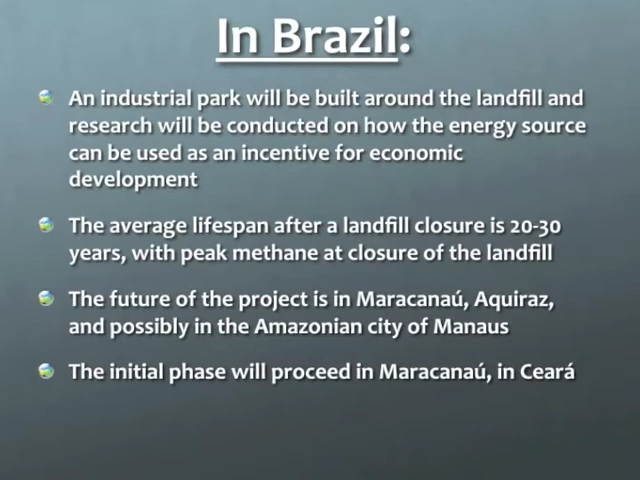 In Brazil:
An industrial park will be built around the landfill and
research will be conducted on how the energy source
can be used as an incentive for economic
development
The average lifespan after a landfill closure is 20-30
years, with peak methane at closure of the landfill
The future of the project is in Maracanaú, Aquiraz,
and possibly in the Amazonian city of Manaus
The initial phase will proceed in Maracanaú, in Ceará